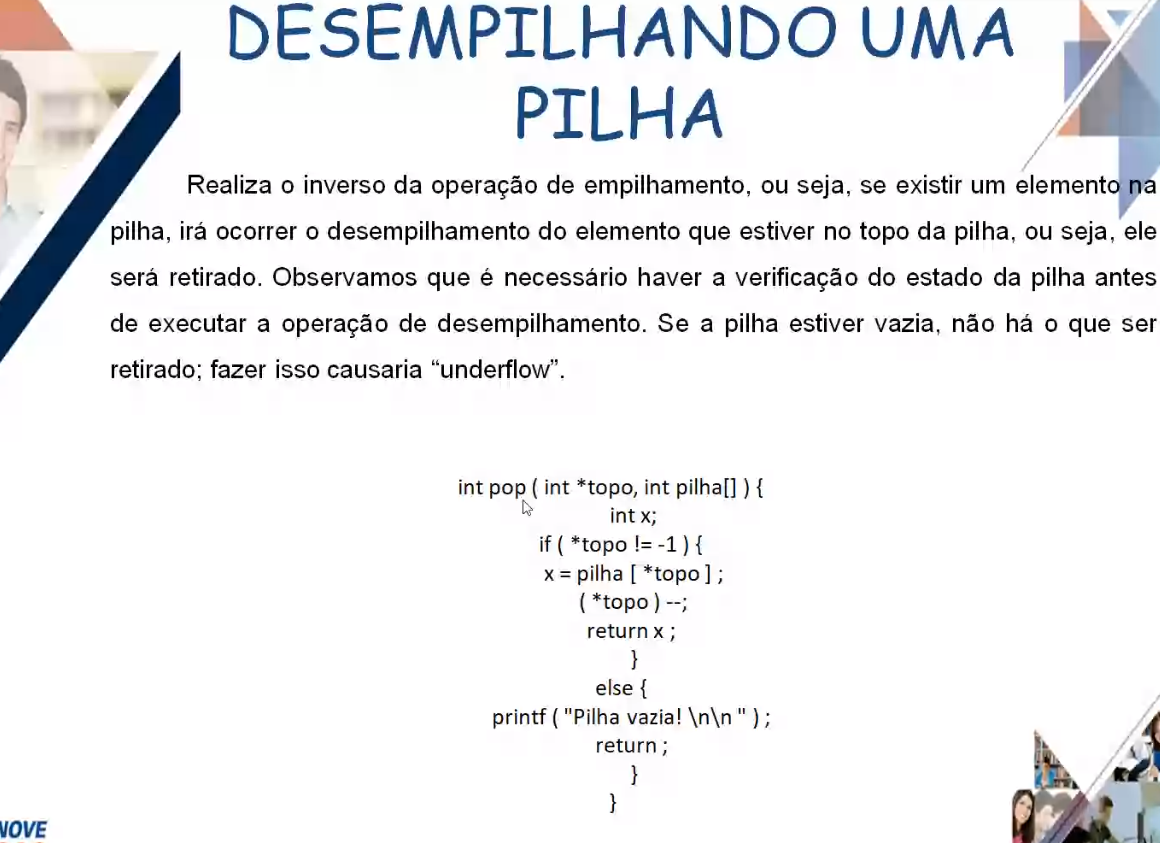 DESEMPILHANDO UMA
PILHA
Realiza o inverso da operação de empilhamento, ou seja, se existir um elemento na
pilha, irá ocorrer o desempilhamento do elemento que estiver no topo da pilha, ou seja, ele
será retirado. Observamos que é necessário haver a verificação do estado da pilha antes
de executar a operação de desempilhamento. Se a pilha estiver vazia, não há o que ser
retirado; fazer isso causaria “underflow”.
int pop ( int *topo, int pilha[] ) {
int x;
if ( *topo != -1 ) {
x = pilha [ *topo ] ;
( *topo ) --;
return x ;
}
else {
printf ( "Pilha vazia! \n\n " ) ;
return ;
}
}
NOVE